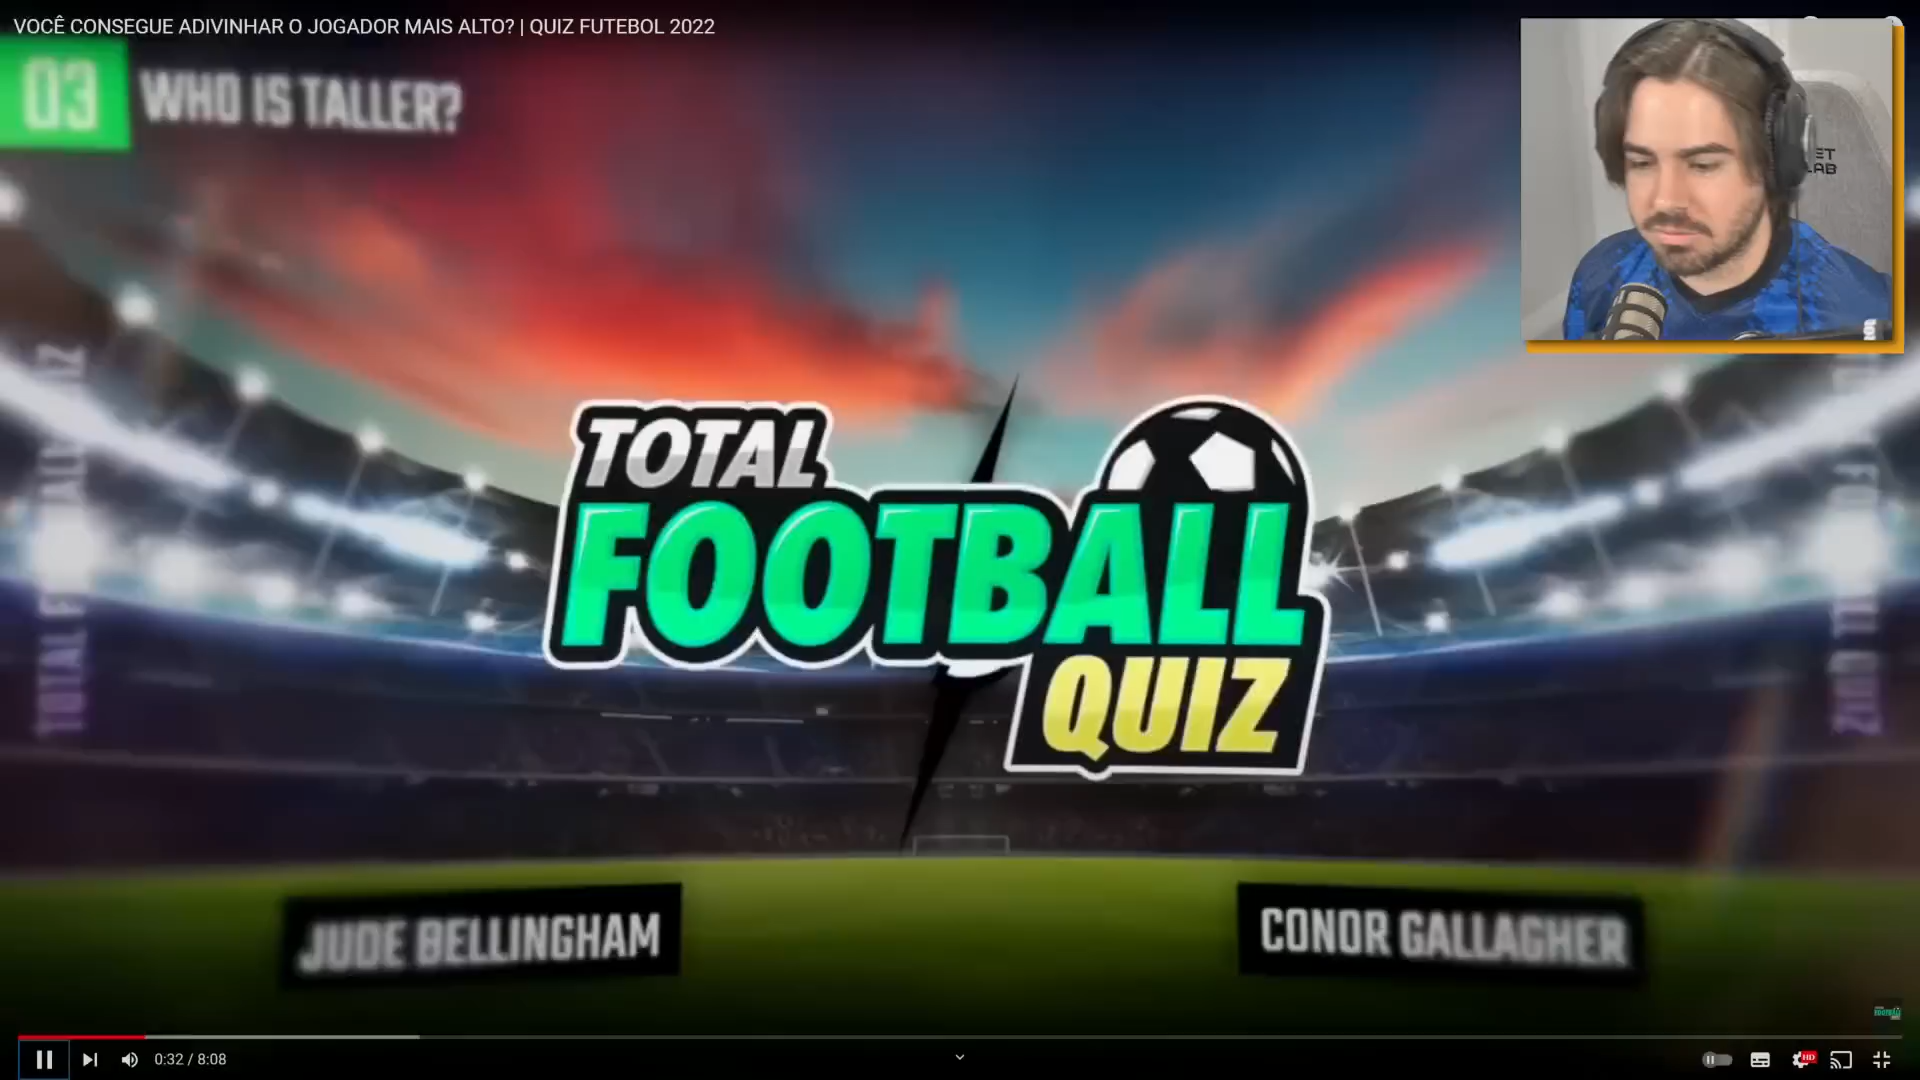 VOCÊ CONSEGUE ADIVINHAR O JOGADOR MAIS ALTO? | QUIZ FUTEBOL 2022
03 WHO IS TALLER?
TOTAL
FOOTBALL
QUIZ
JUDE BELLINGHAM
CONOR GALLAGHER
0:32 / 8:08
HD